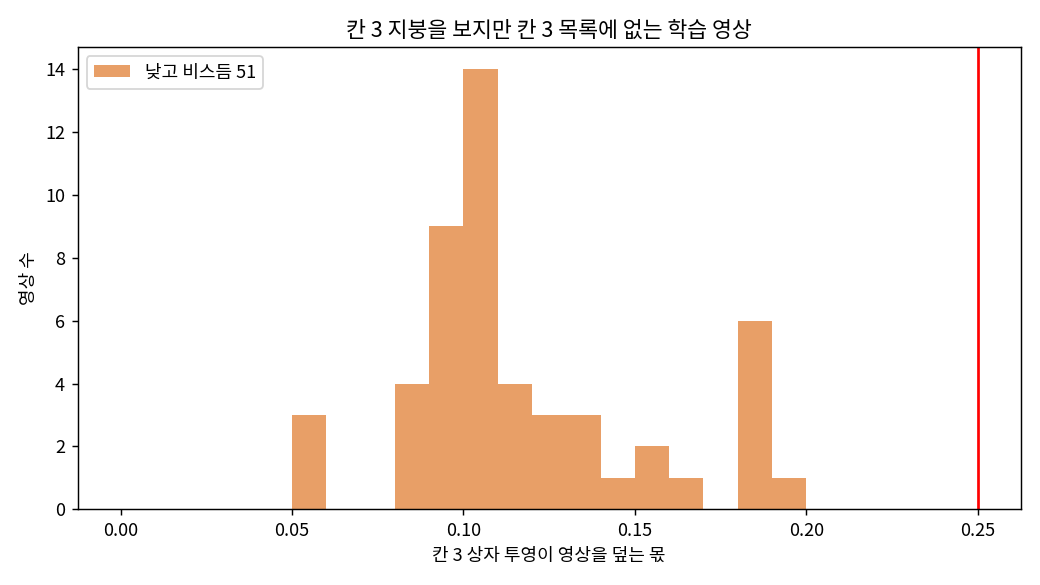 칸 3 지붕을 보지만 칸 3 목록에 없는 학습 영상
낮고 비스듬 51
영상 수
14
12
10
8
6
4
2
0
0.00 0.05 0.10 0.15 0.20 0.25
칸 3 상자 투영이 영상을 덮는 몫